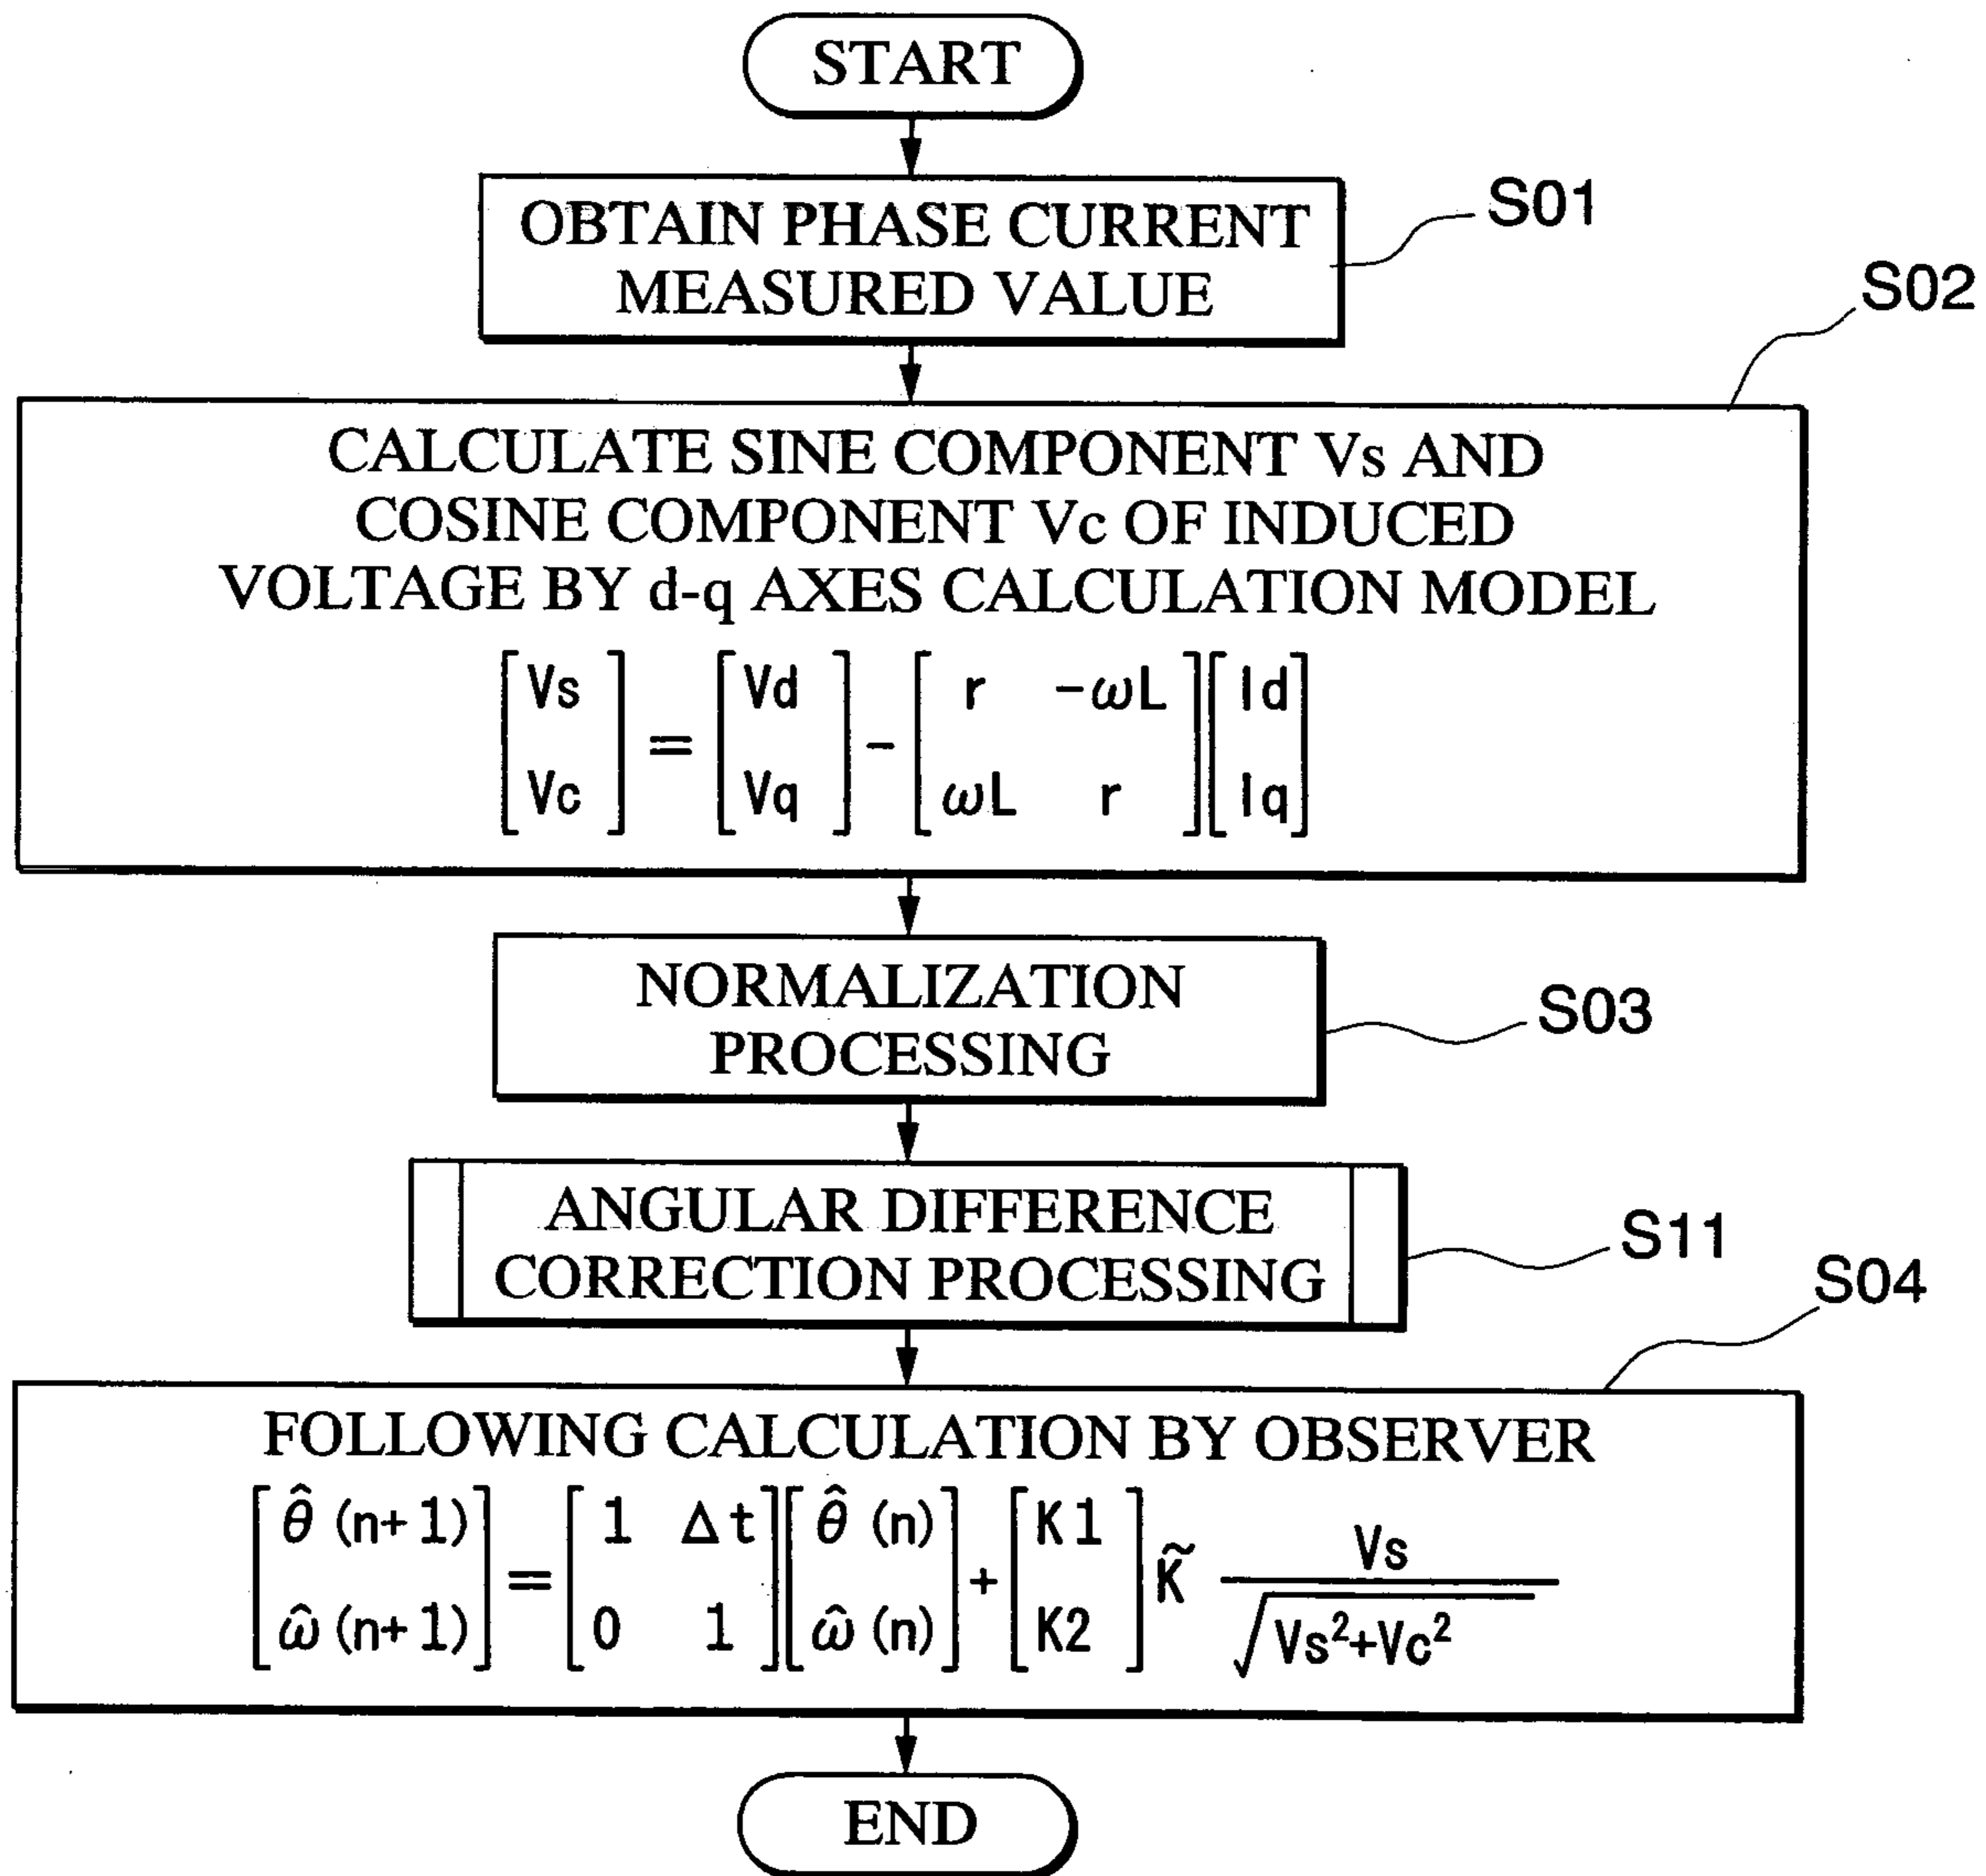 START
OBTAIN PHASE CURRENT
MEASURED VALUE
S01
S02
CALCULATE SINE COMPONENT Vs AND
COSINE COMPONENT Vc OF INDUCED
VOLTAGE BY d-q AXES CALCULATION MODEL
[Vs Vc] = [Vd Vq] - [r -ωL ωL r] [Id Iq]
NORMALIZATION
PROCESSING
S03
ANGULAR DIFFERENCE
CORRECTION PROCESSING
S11
S04
FOLLOWING CALCULATION BY OBSERVER
[θ̂ (n+1) ω̂ (n+1)] = [1 Δt 0 1] [θ̂ (n) ω̂ (n)] + [K1 K2] K̃ Vs / √(Vs²+Vc²)
END